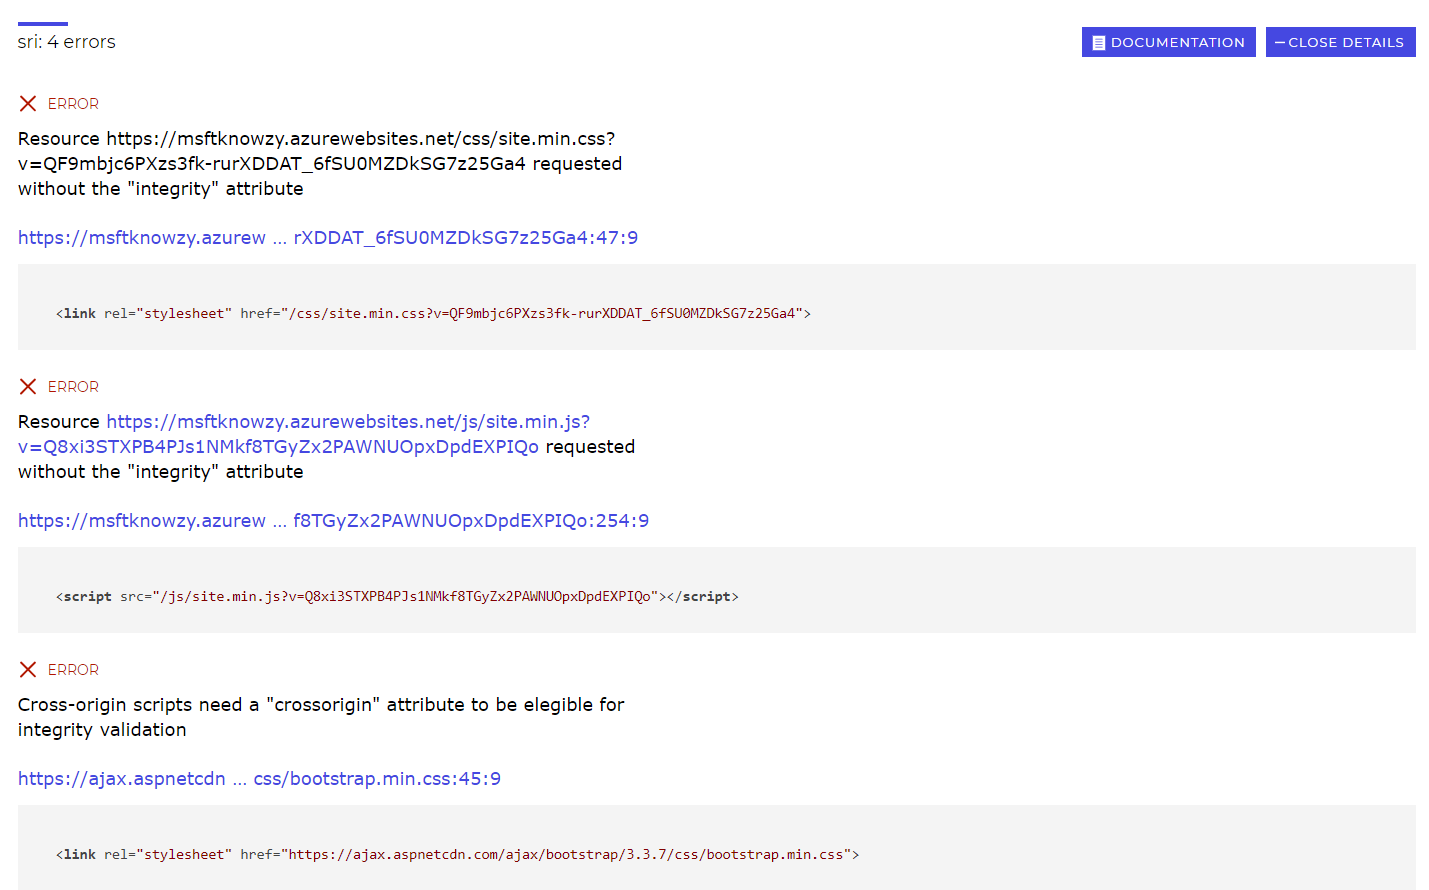 sri: 4 errors
DOCUMENTATION
CLOSE DETAILS
ERROR
Resource https://msftknowzy.azurewebsites.net/css/site.min.css?
v=QF9mbjc6PXzs3fk-rurXDDAT_6fSU0MZDkSG7z25Ga4 requested
without the "integrity" attribute
https://msftknowzy.azurew ... rXDDAT_6fSU0MZDkSG7z25Ga4:47:9
<link rel="stylesheet" href="/css/site.min.css?v=QF9mbjc6PXzs3fk-rurXDDAT_6fSU0MZDkSG7z25Ga4">
ERROR
Resource https://msftknowzy.azurewebsites.net/js/site.min.js?
v=Q8xi3STXPB4PJs1NMkf8TGyZx2PAWNUOpxDpdEXPIQo requested
without the "integrity" attribute
https://msftknowzy.azurew ... f8TGyZx2PAWNUOpxDpdEXPIQo:254:9
<script src="/js/site.min.js?v=Q8xi3STXPB4PJs1NMkf8TGyZx2PAWNUOpxDpdEXPIQo"></script>
ERROR
Cross-origin scripts need a "crossorigin" attribute to be elegible for
integrity validation
https://ajax.aspnetcdn ... css/bootstrap.min.css:45:9
<link rel="stylesheet" href="https://ajax.aspnetcdn.com/ajax/bootstrap/3.3.7/css/bootstrap.min.css">